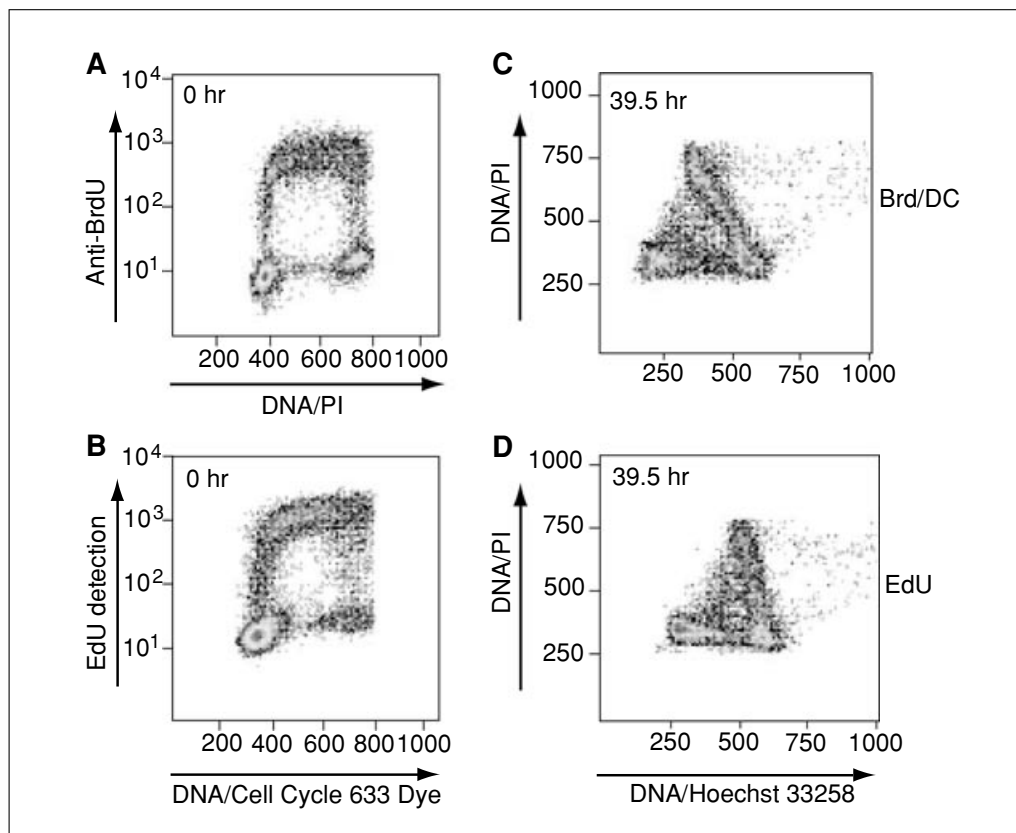 A
0 hr
10⁴
10³
10²
10¹
Anti-BrdU
200 400 600 800 1000
DNA/PI
C
39.5 hr
1000
750
500
250
DNA/PI
250 500 750 1000
Brd/DC
B
0 hr
10⁴
10³
10²
10¹
EdU detection
200 400 600 800 1000
DNA/Cell Cycle 633 Dye
D
39.5 hr
1000
750
500
250
DNA/PI
250 500 750 1000
DNA/Hoechst 33258
EdU